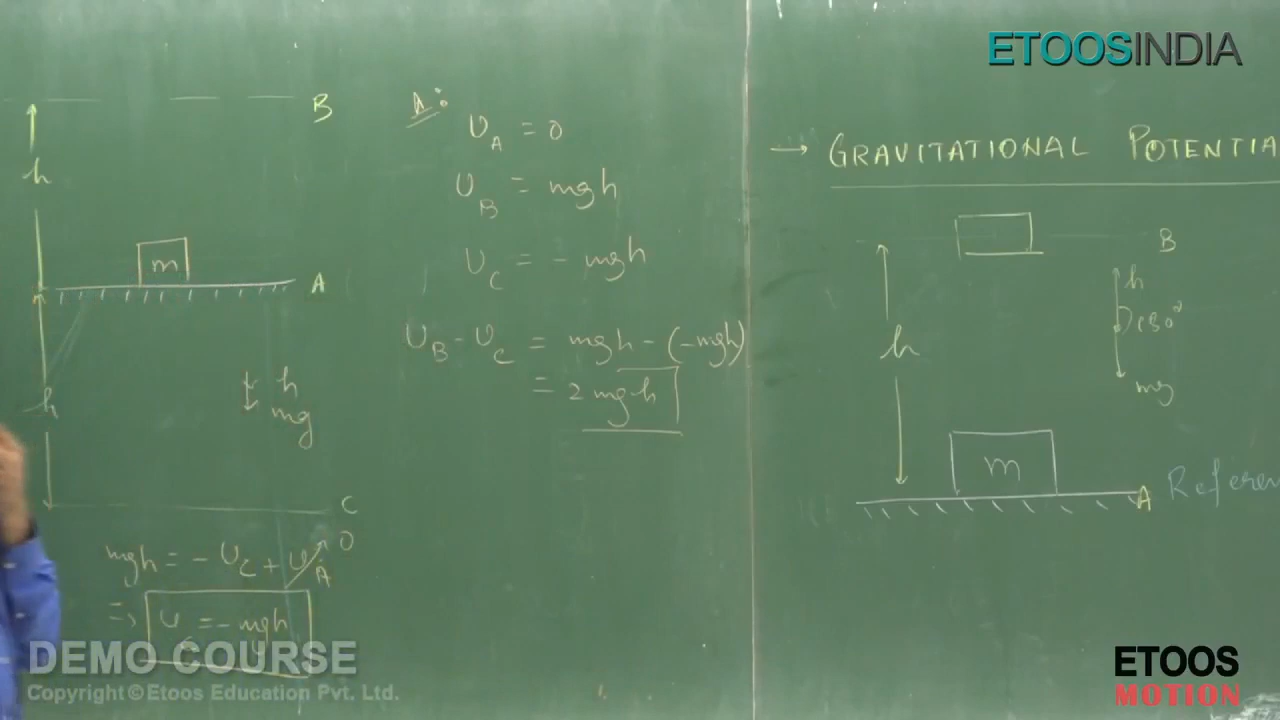 ETOOSINDIA
B
h
m
A
h
h
mg
C
mgh = - U_C + U_A 0
⇒ U_C = - mgh
A:
U_A = 0
U_B = mgh
U_C = - mgh
U_B - U_C = mgh - (-mgh)
= 2 mgh
→ GRAVITATIONAL POTENTIA
B
h
h
180°
mg
m
A Referen
DEMO COURSE
Copyright © Etoos Education Pvt. Ltd.
ETOOS
MOTION